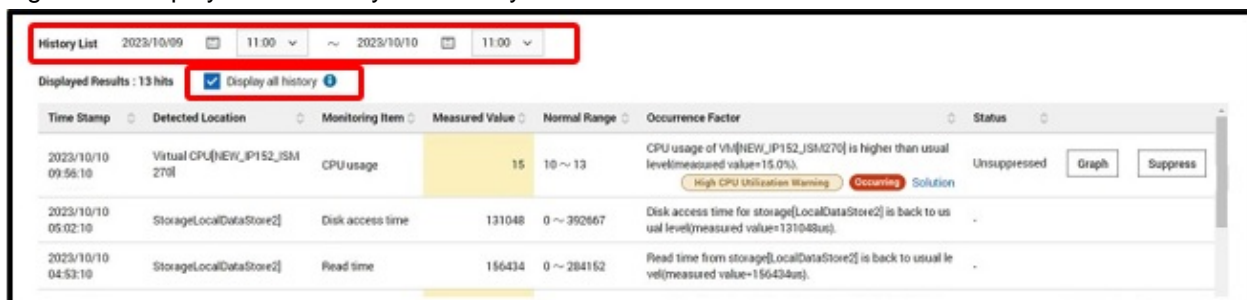 History List 2023/10/09 11:00 ~ 2023/10/10 11:00
Displayed Results : 13 hits Display all history
Time Stamp Detected Location Monitoring Item Measured Value Normal Range Occurrence Factor Status
2023/10/10 09:56:10 Virtual CPU[NEW_IP152_ISM270] CPU usage 15 10 ~ 13 CPU usage of VM[NEW_IP152_ISM270] is higher than usual level(measured value=15.0%). Unsuppressed Graph Suppress
High CPU Utilization Warning Occurring Solution
2023/10/10 05:02:10 StorageLocalDataStore2] Disk access time 131048 0 ~ 392667 Disk access time for storage[LocalDataStore2] is back to usual level(measured value=131048us). -
2023/10/10 04:53:10 StorageLocalDataStore2] Read time 156434 0 ~ 284152 Read time from storage[LocalDataStore2] is back to usual level(measured value=156434us). -